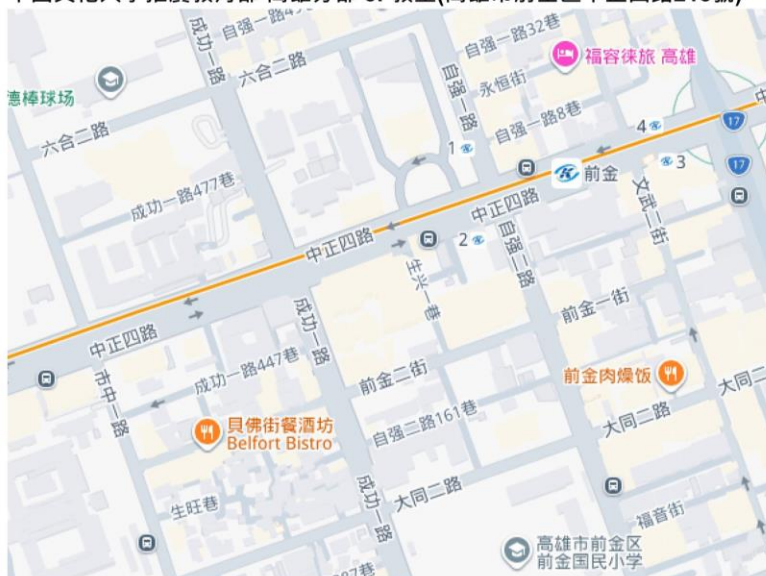 成功一路
自强一路32巷
福容徠旅 高雄
六合二路
自强一路
永恒街
德棒球场
自强一路8巷
4
17
六合二路
1
3
17
前金
成功一路477巷
文武二街
中正四路
中正四路
2
自强二路
生兴一巷
成功一路
前金一街
中正四路
成功一路447巷
前金二街
前金肉燥饭
大同二
市中一路
貝佛街餐酒坊
Belfort Bistro
自强二路161巷
大同二路
生旺巷
成功一路
大同二路
福音街
高雄市前金区
前金国民小学